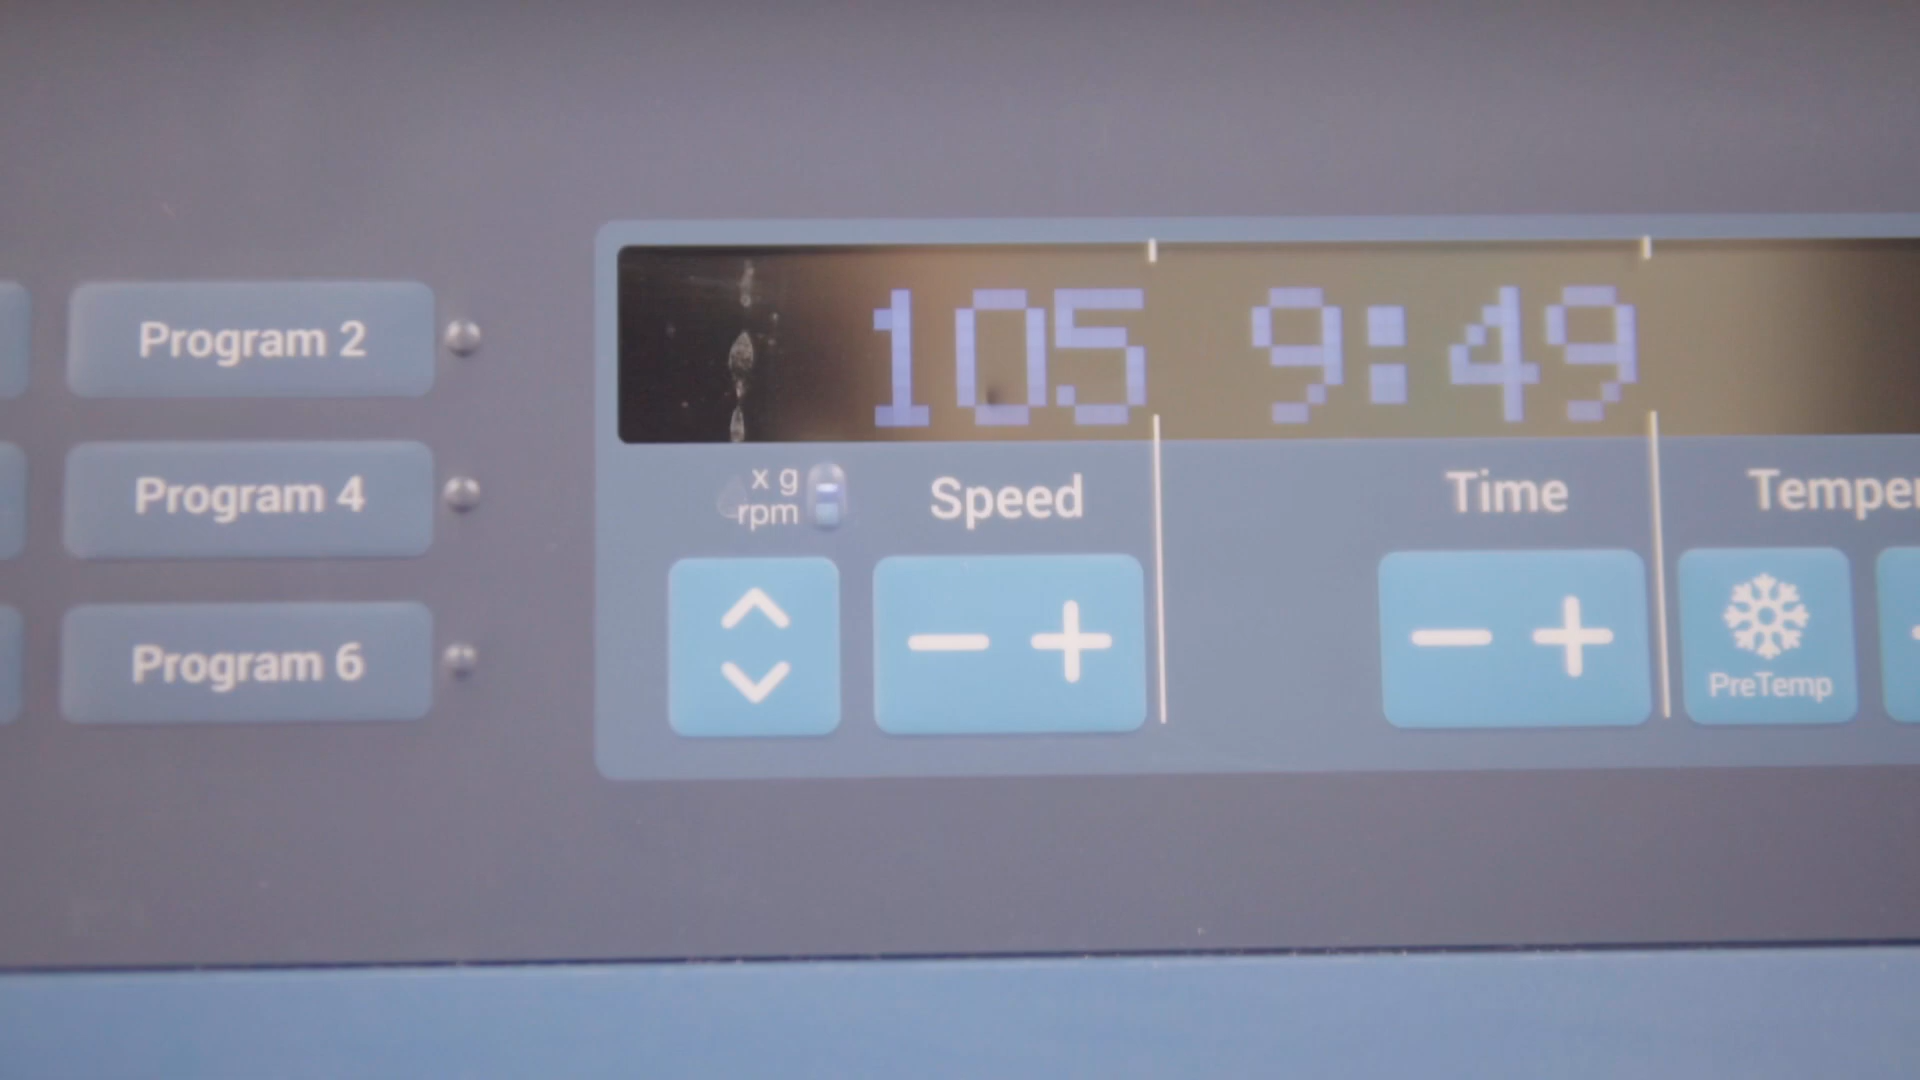 105 9:49
Program 2
x g
rpm
Speed
Time
Program 4
PreTemp
Program 6